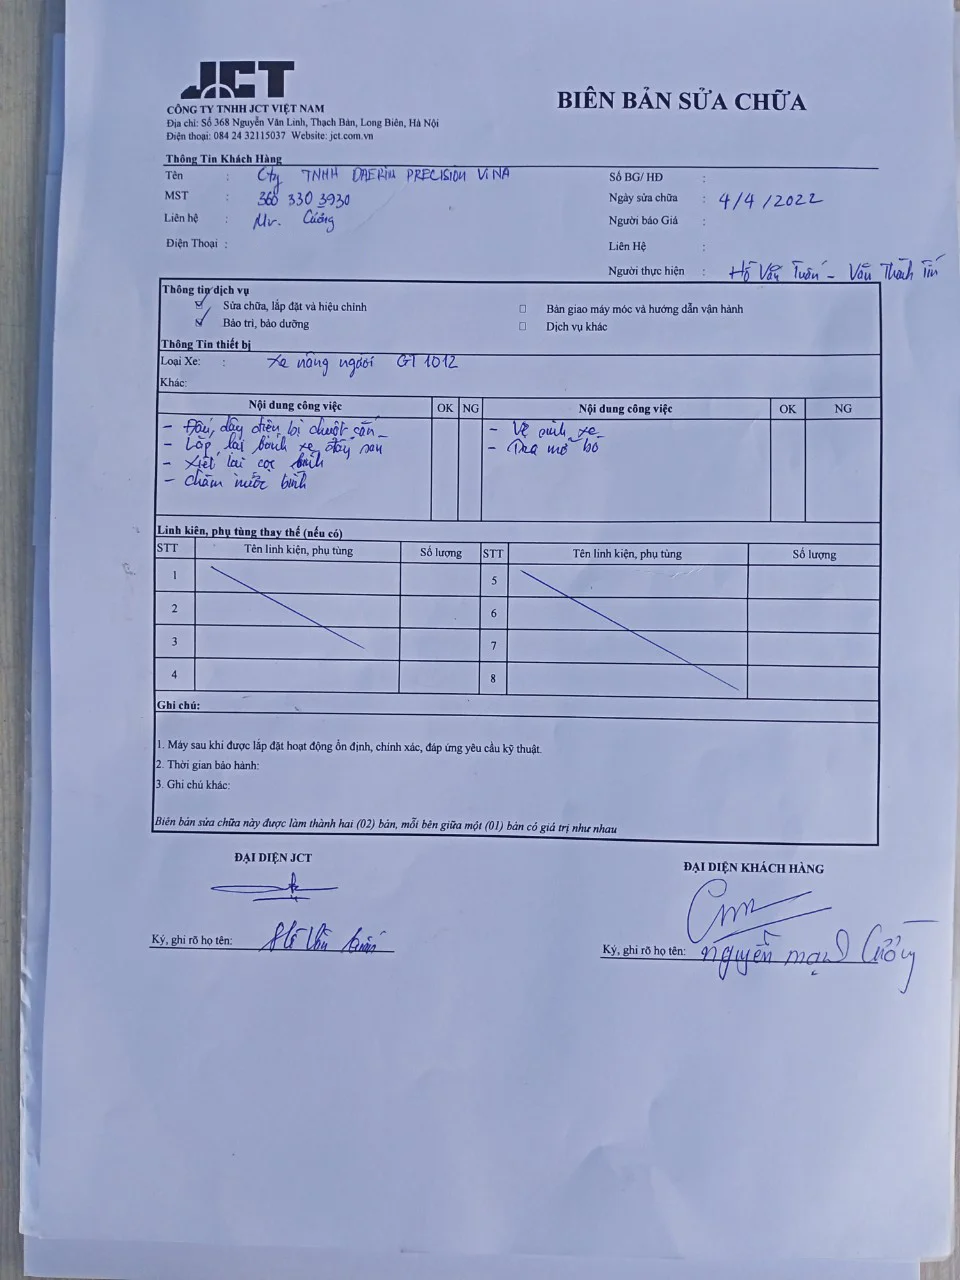 JCT
BIÊN BẢN SỬA CHỮA
CÔNG TY TNHH JCT VIỆT NAM
Địa chỉ: Số 368 Nguyễn Văn Linh, Thạch Bàn, Long Biên, Hà Nội
Điện thoại: 084 24 32115037 Website: jct.com.vn
Thông Tin Khách Hàng
Tên : Cty TNHH DAERIM PRECISION ViNA
Số BG/ HĐ :
MST : 360 330 3930
Ngày sửa chữa : 4/4/2022
Liên hệ : Mr. Cường
Người báo Giá :
Điện Thoại :
Liên Hệ :
Người thực hiện : Hồ Văn Tuấn - Văn Thành Tín
Thông tin dịch vụ
Sửa chữa, lắp đặt và hiệu chỉnh
Bàn giao máy móc và hướng dẫn vận hành
Bảo trì, bảo dưỡng
Dịch vụ khác
Thông Tin thiết bị
Loại Xe: : Xe nâng người GT 1012
Khác:
Nội dung công việc OK NG Nội dung công việc OK NG
- Đấu dây điện bị chuột cắn
- Lắp lại bánh xe đẩy sau
- Xiết lại cọc bình
- Châm nước bình
- Vệ sinh xe
- Tra mỡ bò
Linh kiện, phụ tùng thay thế (nếu có)
STT Tên linh kiện, phụ tùng Số lượng STT Tên linh kiện, phụ tùng Số lượng
1 5
2 6
3 7
4 8
Ghi chú:
1. Máy sau khi được lắp đặt hoạt động ổn định, chính xác, đáp ứng yêu cầu kỹ thuật.
2. Thời gian bảo hành:
3. Ghi chú khác:
Biên bản sửa chữa này được làm thành hai (02) bản, mỗi bên giữa một (01) bản có giá trị như nhau
ĐẠI DIỆN JCT
ĐẠI DIỆN KHÁCH HÀNG
Ký, ghi rõ họ tên: Hồ Văn Tuấn
Ký, ghi rõ họ tên: Nguyễn Mạnh Cường